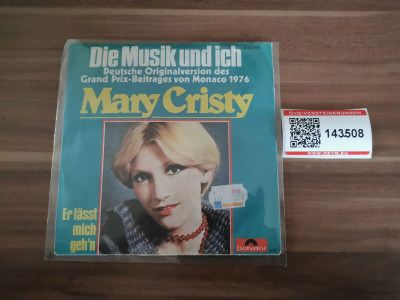 Die Musik und ich
Deutsche Originalversion des
Grand Prix-Beitrages von Monaco 1976
Mary Cristy
Er lässt
mich
geh'n
polydor
143508